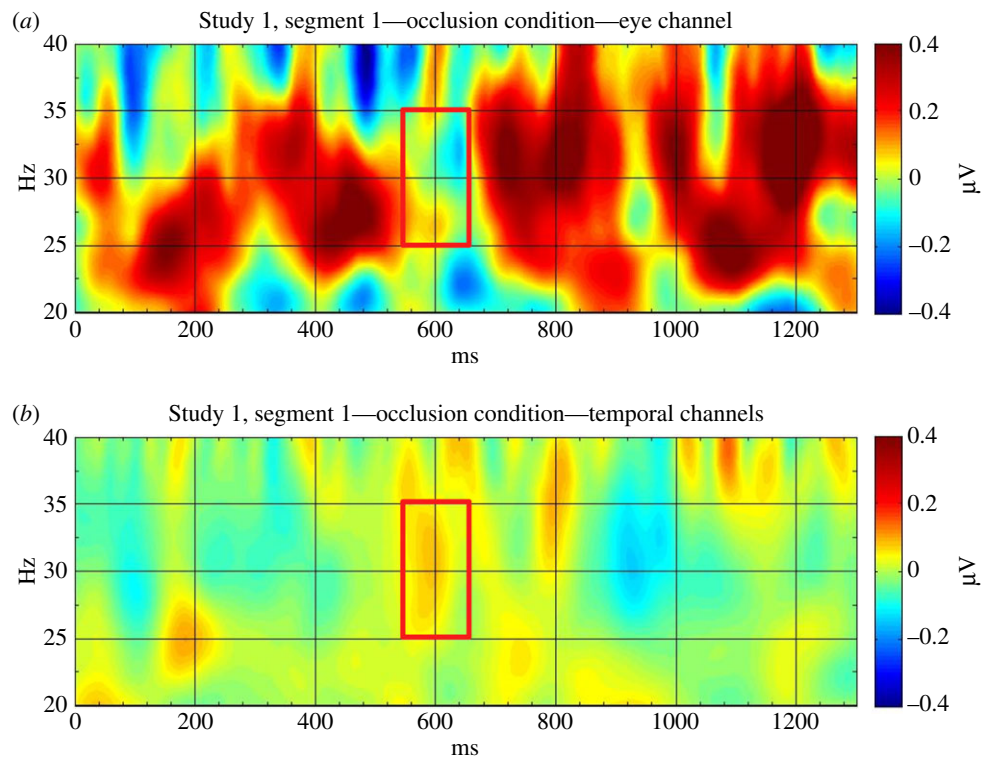 (a) Study 1, segment 1—occlusion condition—eye channel
40
35
30
25
20
Hz
0 200 400 600 800 1000 1200
ms
0.4
0.2
0
–0.2
–0.4
µV
(b) Study 1, segment 1—occlusion condition—temporal channels
40
35
30
25
20
Hz
0 200 400 600 800 1000 1200
ms
0.4
0.2
0
–0.2
–0.4
µV